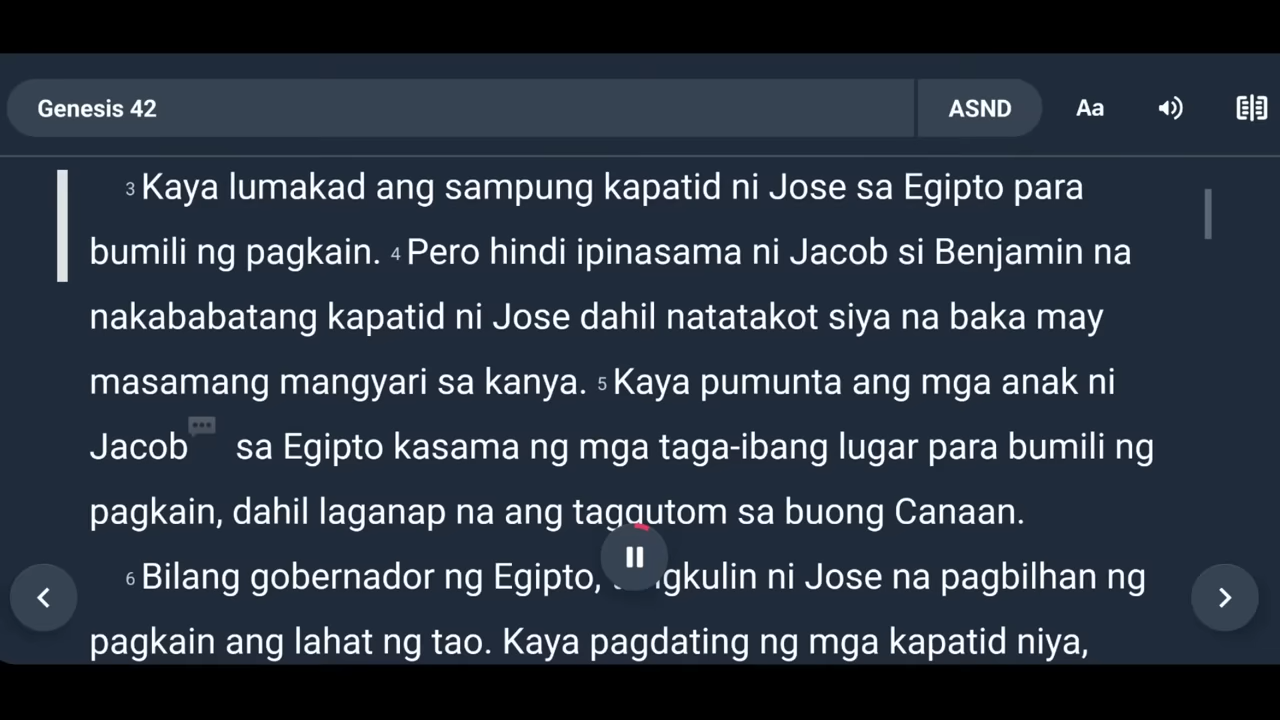 Genesis 42
ASND
Aa
3 Kaya lumakad ang sampung kapatid ni Jose sa Egipto para
bumili ng pagkain. 4 Pero hindi ipinasama ni Jacob si Benjamin na
nakababatang kapatid ni Jose dahil natatakot siya na baka may
masamang mangyari sa kanya. 5 Kaya pumunta ang mga anak ni
Jacob sa Egipto kasama ng mga taga-ibang lugar para bumili ng
pagkain, dahil laganap na ang taggutom sa buong Canaan.
6 Bilang gobernador ng Egipto, ni Jose na pagbilhan ng
pagkain ang lahat ng tao. Kaya pagdating ng mga kapatid niya,